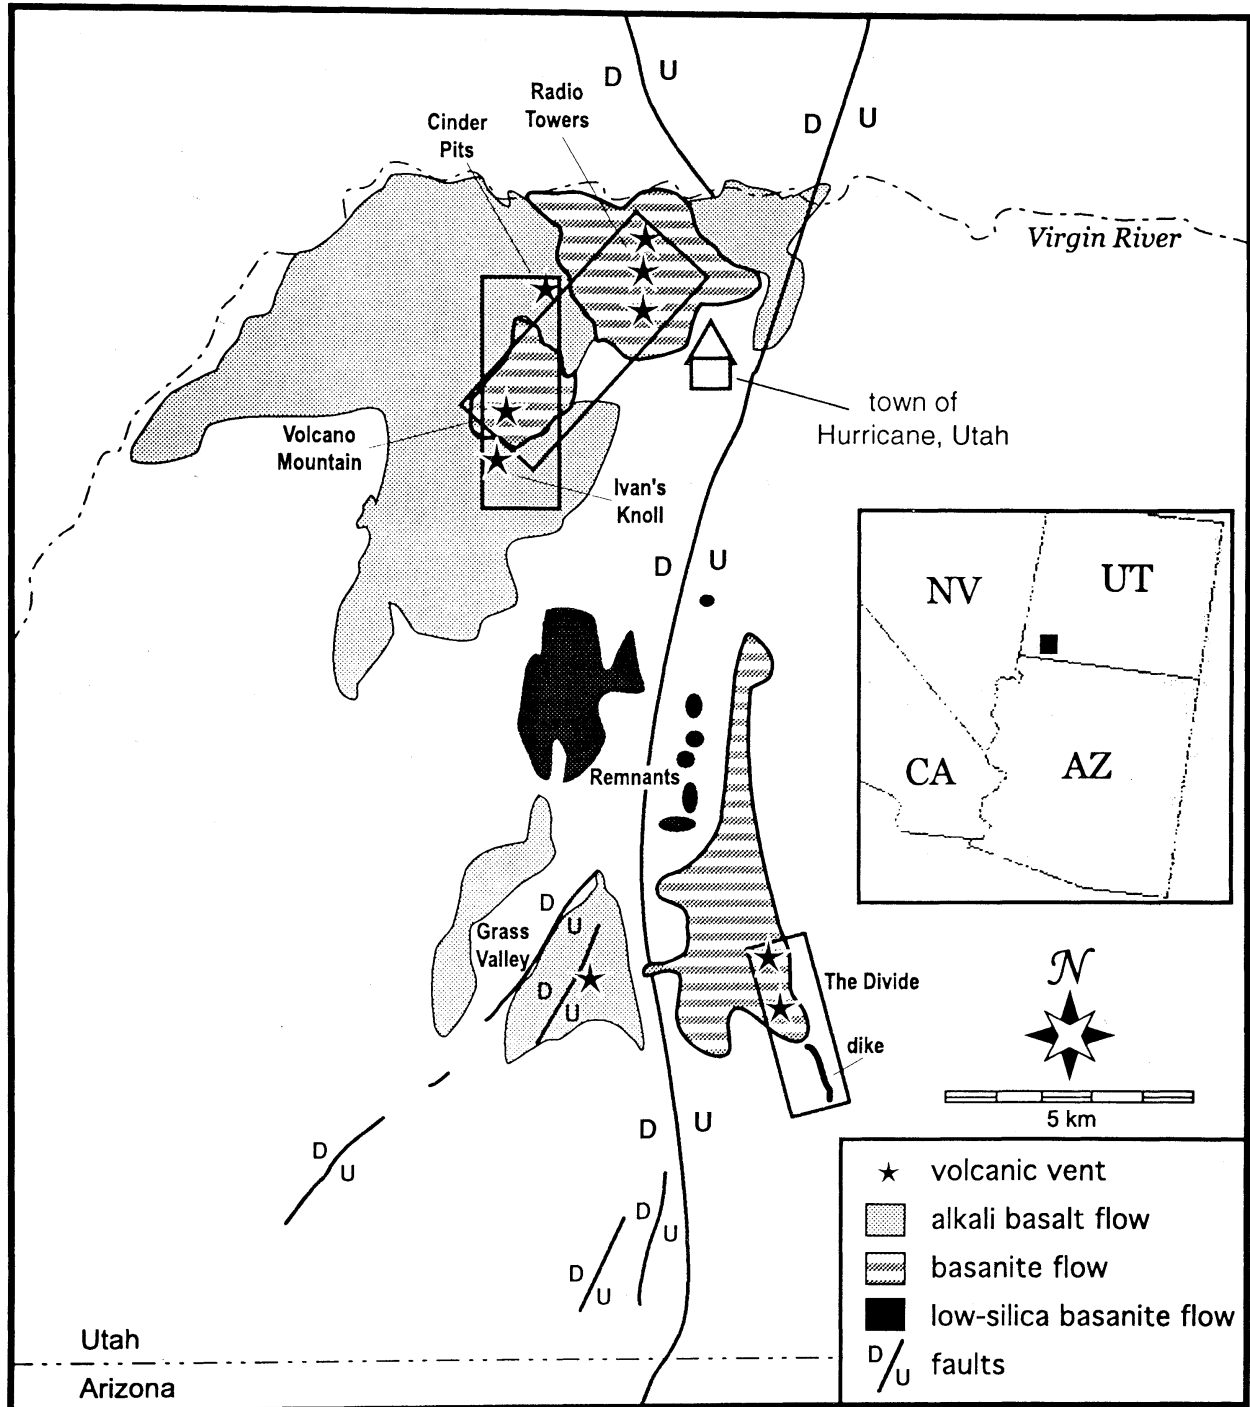 D U
Radio
Towers
Cinder
Pits
D U
Virgin River
town of
Hurricane, Utah
Volcano
Mountain
Ivan's
Knoll
D U
NV
UT
CA
AZ
Remnants
D
U
Grass
Valley
D
U
The Divide
dike
N
5 km
D U
D
U
D
U
D
U
volcanic vent
alkali basalt flow
basanite flow
low-silica basanite flow
D U faults
Utah
Arizona